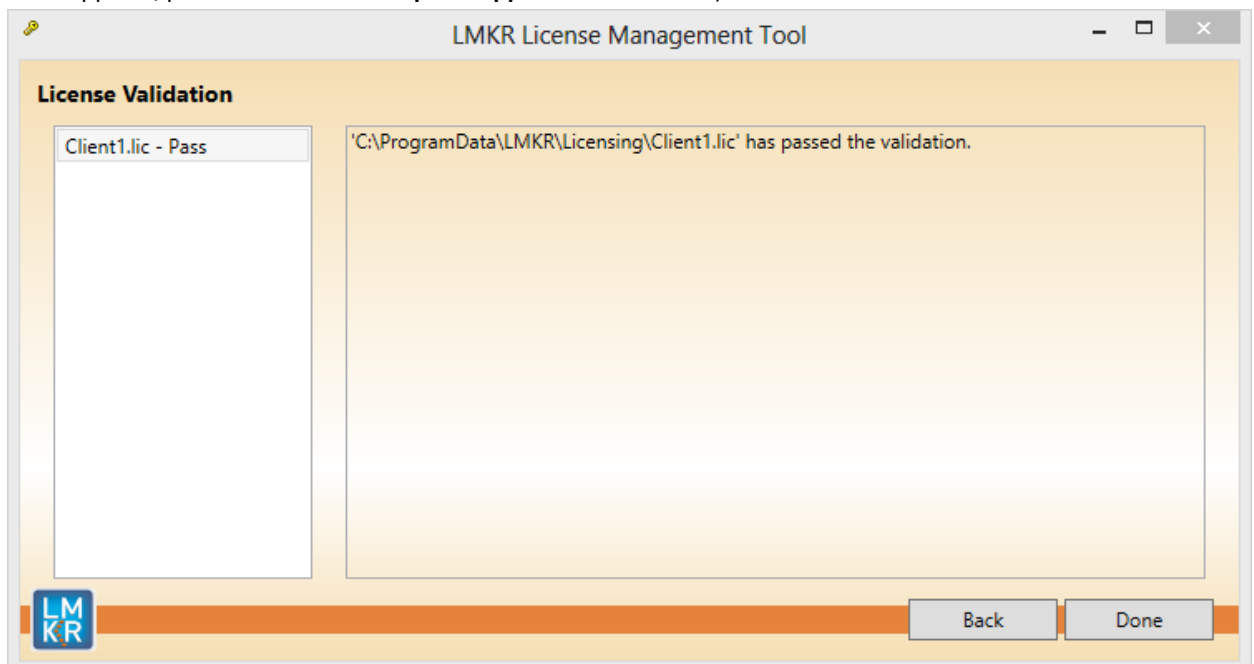 LMKR License Management Tool
License Validation
Client1.lic - Pass
'C:\ProgramData\LMKR\Licensing\Client1.lic' has passed the validation.
LM
KR
Back
Done